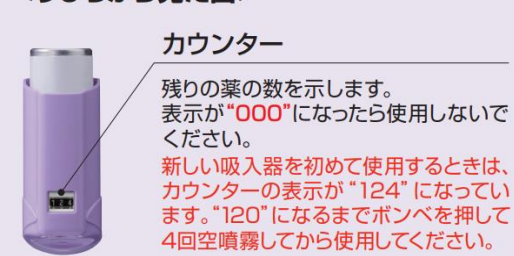 カウンター
残りの薬の数を示します。
表示が“000”になったら使用しないで
ください。
新しい吸入器を初めて使用するときは、
カウンターの表示が“124”になってい
ます。“120”になるまでボンベを押して
4回空噴霧してから使用してください。
124